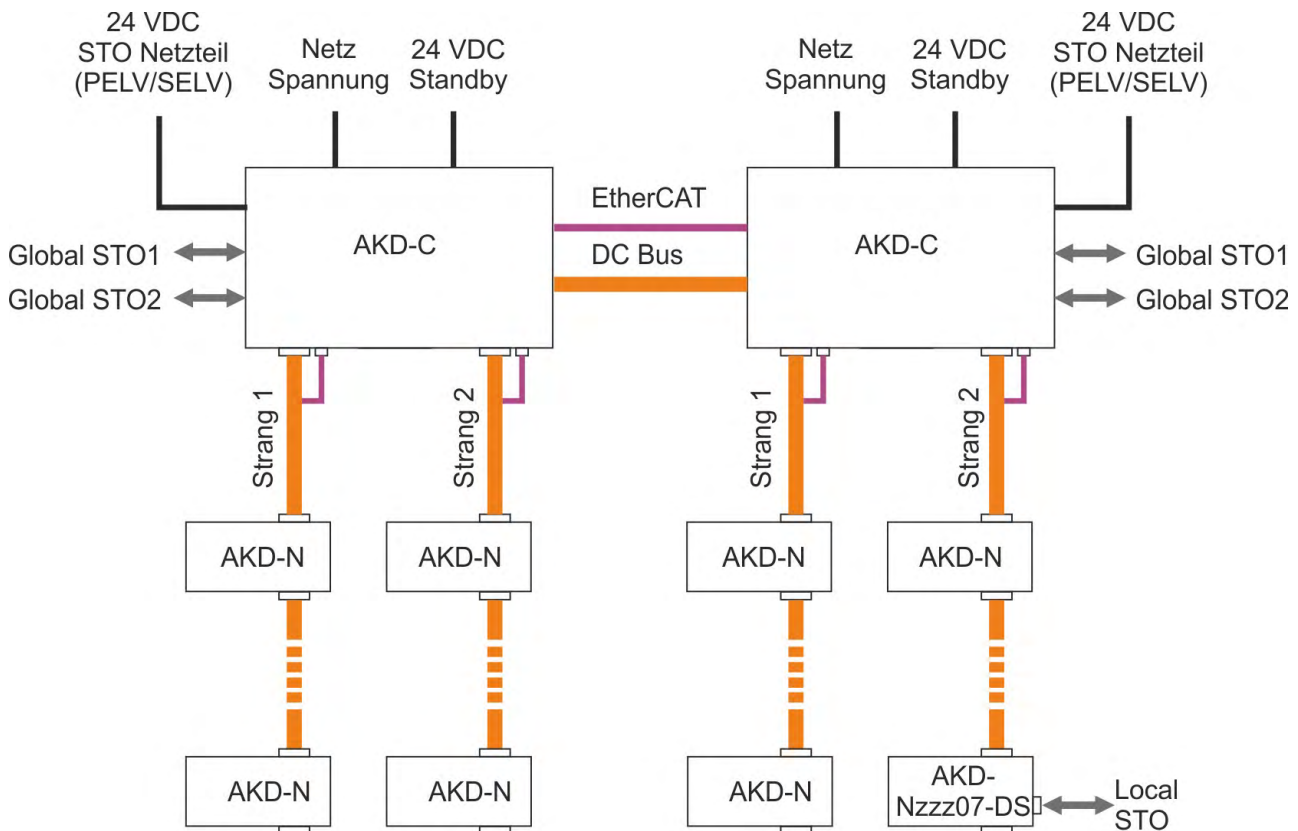 24 VDC
STO Netzteil
(PELV/SELV)
Netz
Spannung
24 VDC
Standby
Netz
Spannung
24 VDC
Standby
24 VDC
STO Netzteil
(PELV/SELV)
EtherCAT
DC Bus
AKD-C
AKD-C
Global STO1
Global STO2
Global STO1
Global STO2
Strang 1
Strang 2
Strang 1
Strang 2
AKD-N
AKD-N
AKD-N
AKD-N
AKD-N
AKD-N
AKD-N
AKD-
Nzzz07-DS
Local
STO